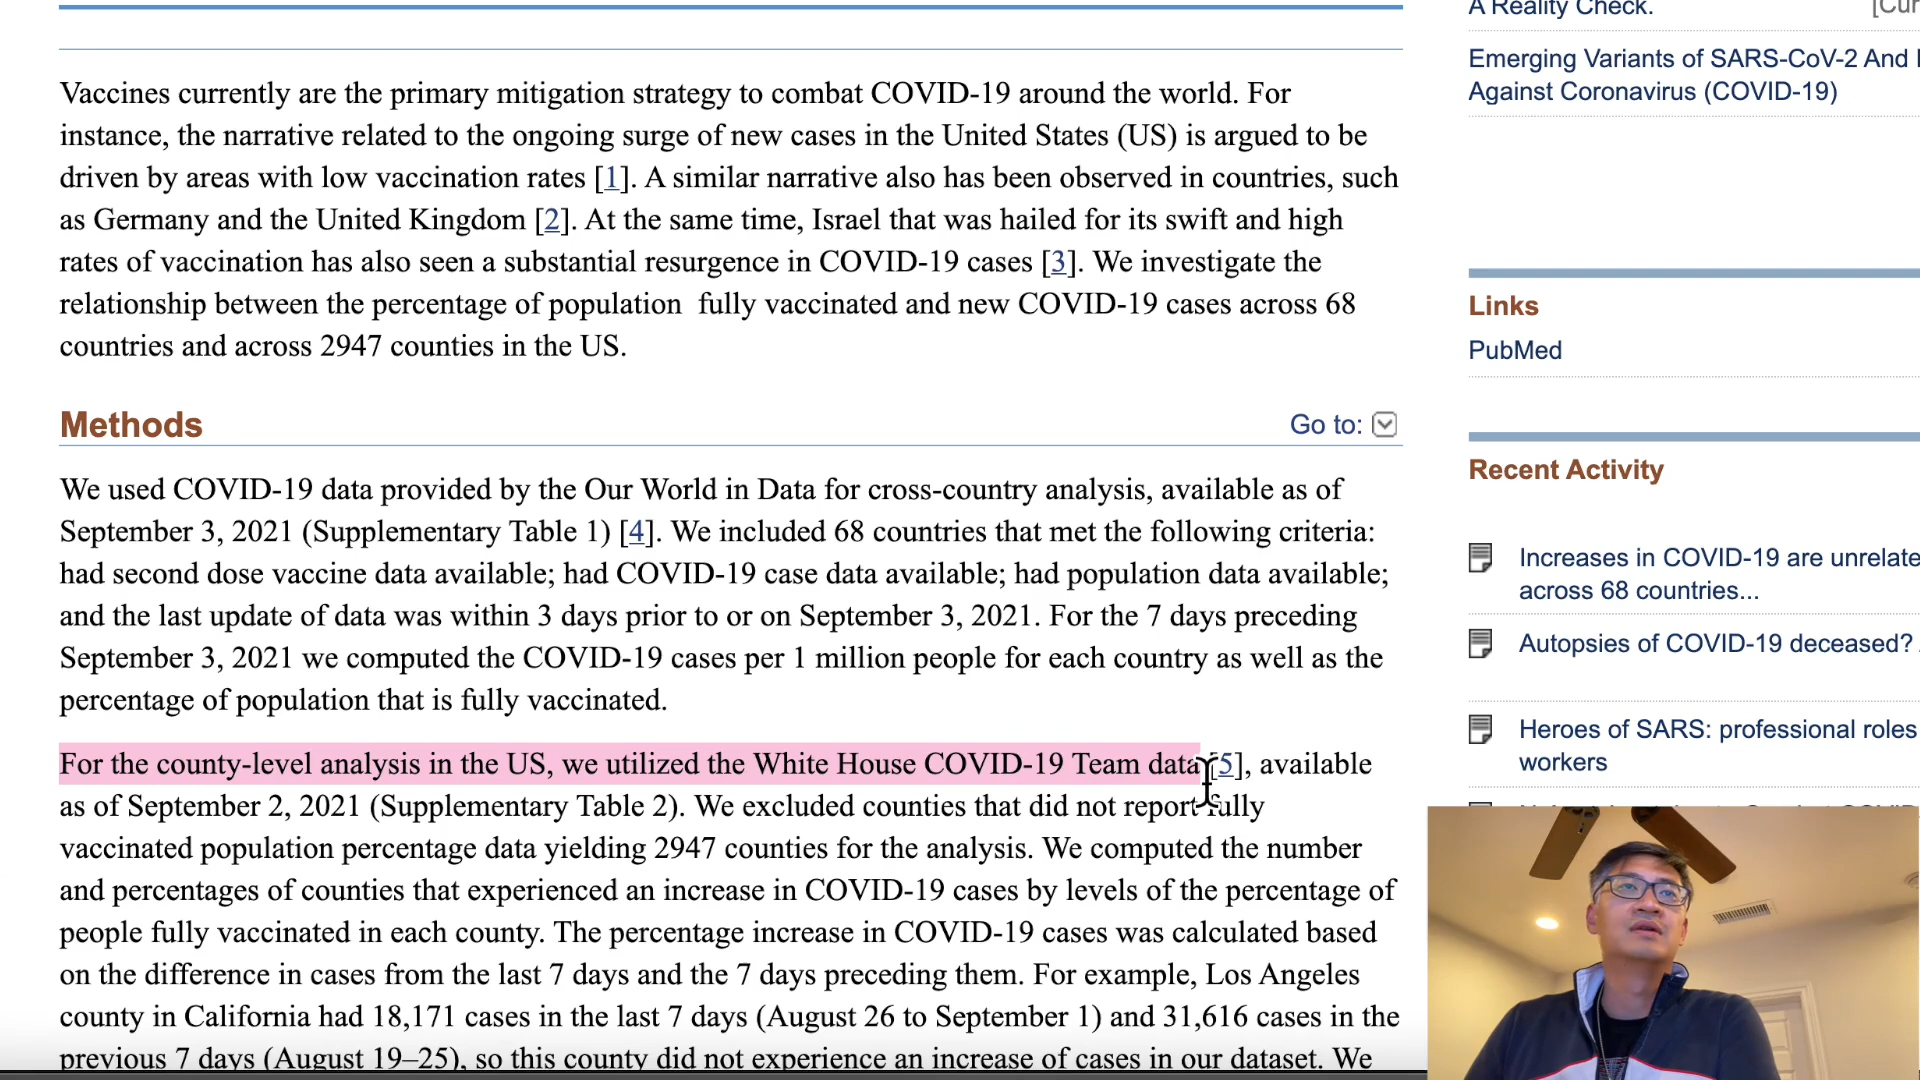 Vaccines currently are the primary mitigation strategy to combat COVID-19 around the world. For
instance, the narrative related to the ongoing surge of new cases in the United States (US) is argued to be
driven by areas with low vaccination rates [1]. A similar narrative also has been observed in countries, such
as Germany and the United Kingdom [2]. At the same time, Israel that was hailed for its swift and high
rates of vaccination has also seen a substantial resurgence in COVID-19 cases [3]. We investigate the
relationship between the percentage of population  fully vaccinated and new COVID-19 cases across 68
countries and across 2947 counties in the US.
Methods
Go to:
We used COVID-19 data provided by the Our World in Data for cross-country analysis, available as of
September 3, 2021 (Supplementary Table 1) [4]. We included 68 countries that met the following criteria:
had second dose vaccine data available; had COVID-19 case data available; had population data available;
and the last update of data was within 3 days prior to or on September 3, 2021. For the 7 days preceding
September 3, 2021 we computed the COVID-19 cases per 1 million people for each country as well as the
percentage of population that is fully vaccinated.
For the county-level analysis in the US, we utilized the White House COVID-19 Team data [5], available
as of September 2, 2021 (Supplementary Table 2). We excluded counties that did not report fully
vaccinated population percentage data yielding 2947 counties for the analysis. We computed the number
and percentages of counties that experienced an increase in COVID-19 cases by levels of the percentage of
people fully vaccinated in each county. The percentage increase in COVID-19 cases was calculated based
on the difference in cases from the last 7 days and the 7 days preceding them. For example, Los Angeles
county in California had 18,171 cases in the last 7 days (August 26 to September 1) and 31,616 cases in the
previous 7 days (August 19–25), so this county did not experience an increase of cases in our dataset. We
A Reality Check.
[Cur
Emerging Variants of SARS-CoV-2 And
Against Coronavirus (COVID-19)
Links
PubMed
Recent Activity
Increases in COVID-19 are unrelate
across 68 countries...
Autopsies of COVID-19 deceased?
Heroes of SARS: professional roles
workers